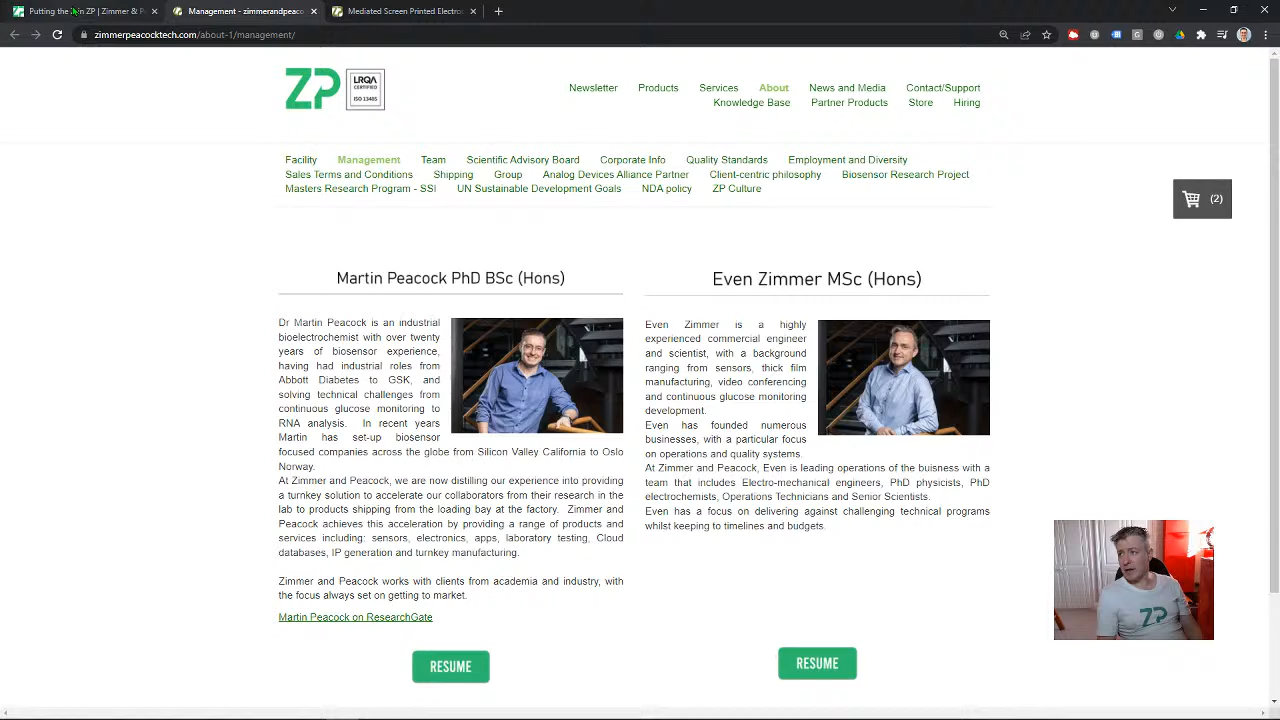 Putting the Zen ZP | Zimmer & P
Management - zimmerandpeaco
Mediated Screen Printed Electro
zimmerpeacocktech.com/about-1/management/
ZP
LRQA
CERTIFIED
ISO 13485
Newsletter Products Services About News and Media Contact/Support
Knowledge Base Partner Products Store Hiring
Facility Management Team Scientific Advisory Board Corporate Info Quality Standards Employment and Diversity
Sales Terms and Conditions Shipping Group Analog Devices Alliance Partner Client-centric philosophy Biosensor Research Project
Masters Research Program - SSI UN Sustainable Development Goals NDA policy ZP Culture
(2)
Martin Peacock PhD BSc (Hons)
Dr Martin Peacock is an industrial
bioelectrochemist with over twenty
years of biosensor experience,
having had industrial roles from
Abbott Diabetes to GSK, and
solving technical challenges from
continuous glucose monitoring to
RNA analysis. In recent years
Martin has set-up biosensor
focused companies across the globe from Silicon Valley California to Oslo
Norway.
At Zimmer and Peacock, we are now distilling our experience into providing
a turnkey solution to accelerate our collaborators from their research in the
lab to products shipping from the loading bay at the factory. Zimmer and
Peacock achieves this acceleration by providing a range of products and
services including: sensors, electronics, apps, laboratory testing, Cloud
databases, IP generation and turnkey manufacturing.
Zimmer and Peacock works with clients from academia and industry, with
the focus always set on getting to market.
Martin Peacock on ResearchGate
RESUME
Even Zimmer MSc (Hons)
Even Zimmer is a highly
experienced commercial engineer
and scientist, with a background
ranging from sensors, thick film
manufacturing, video conferencing
and continuous glucose monitoring
development.
Even has founded numerous
businesses, with a particular focus
on operations and quality systems.
At Zimmer and Peacock, Even is leading operations of the buisness with a
team that includes Electro-mechanical engineers, PhD physicists, PhD
electrochemists, Operations Technicians and Senior Scientists.
Even has a focus on delivering against challenging technical programs
whilst keeping to timelines and budgets.
RESUME
ZP